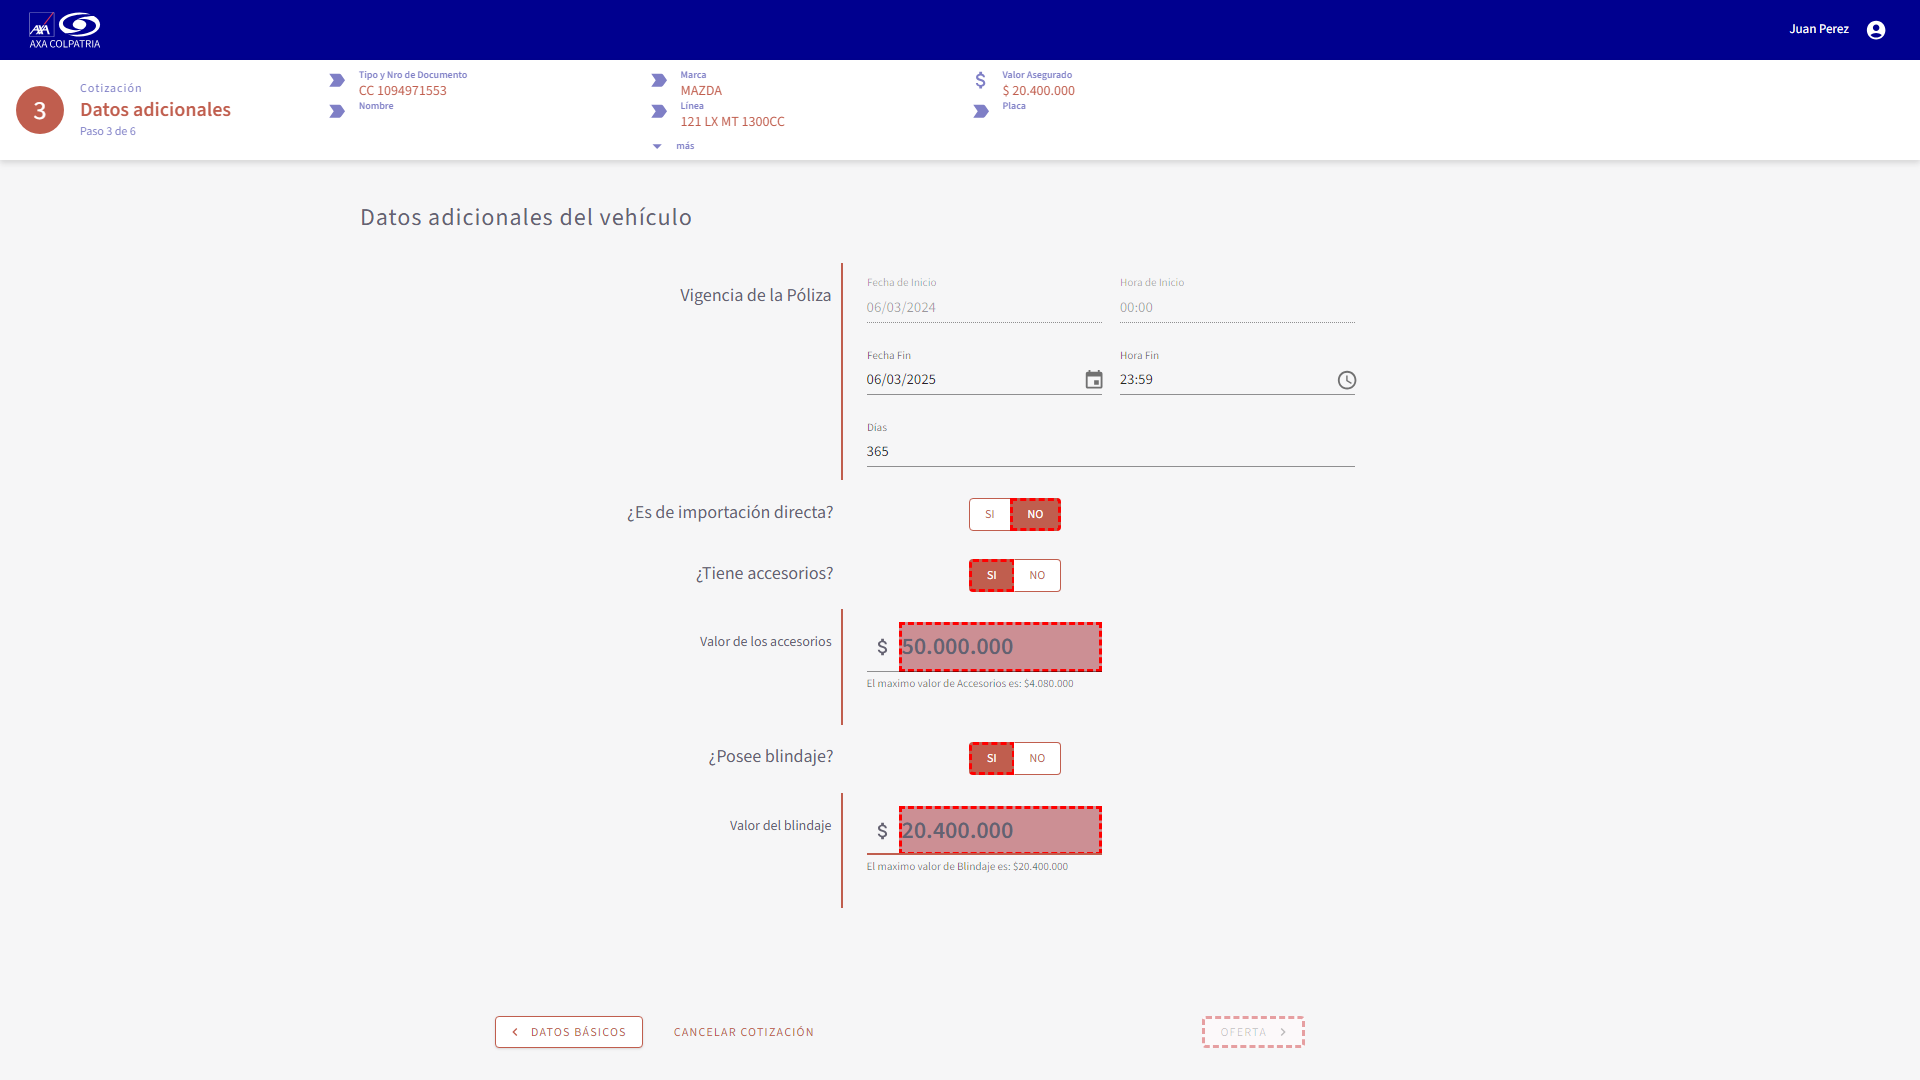 AXA
AXA COLPATRIA
Juan Perez
3
Cotización
Datos adicionales
Paso 3 de 6
Tipo y Nro de Documento
CC 1094971553
Nombre
Marca
MAZDA
Línea
121 LX MT 1300CC
más
$
Valor Asegurado
$ 20.400.000
Placa
Datos adicionales del vehículo
Vigencia de la Póliza
Fecha de Inicio
06/03/2024
Hora de Inicio
00:00
Fecha Fin
06/03/2025
Hora Fin
23:59
Días
365
¿Es de importación directa?
SI NO
¿Tiene accesorios?
SI NO
Valor de los accesorios
$ 50.000.000
El maximo valor de Accesorios es: $4.080.000
¿Posee blindaje?
SI NO
Valor del blindaje
$ 20.400.000
El maximo valor de Blindaje es: $20.400.000
DATOS BÁSICOS
CANCELAR COTIZACIÓN
OFERTA